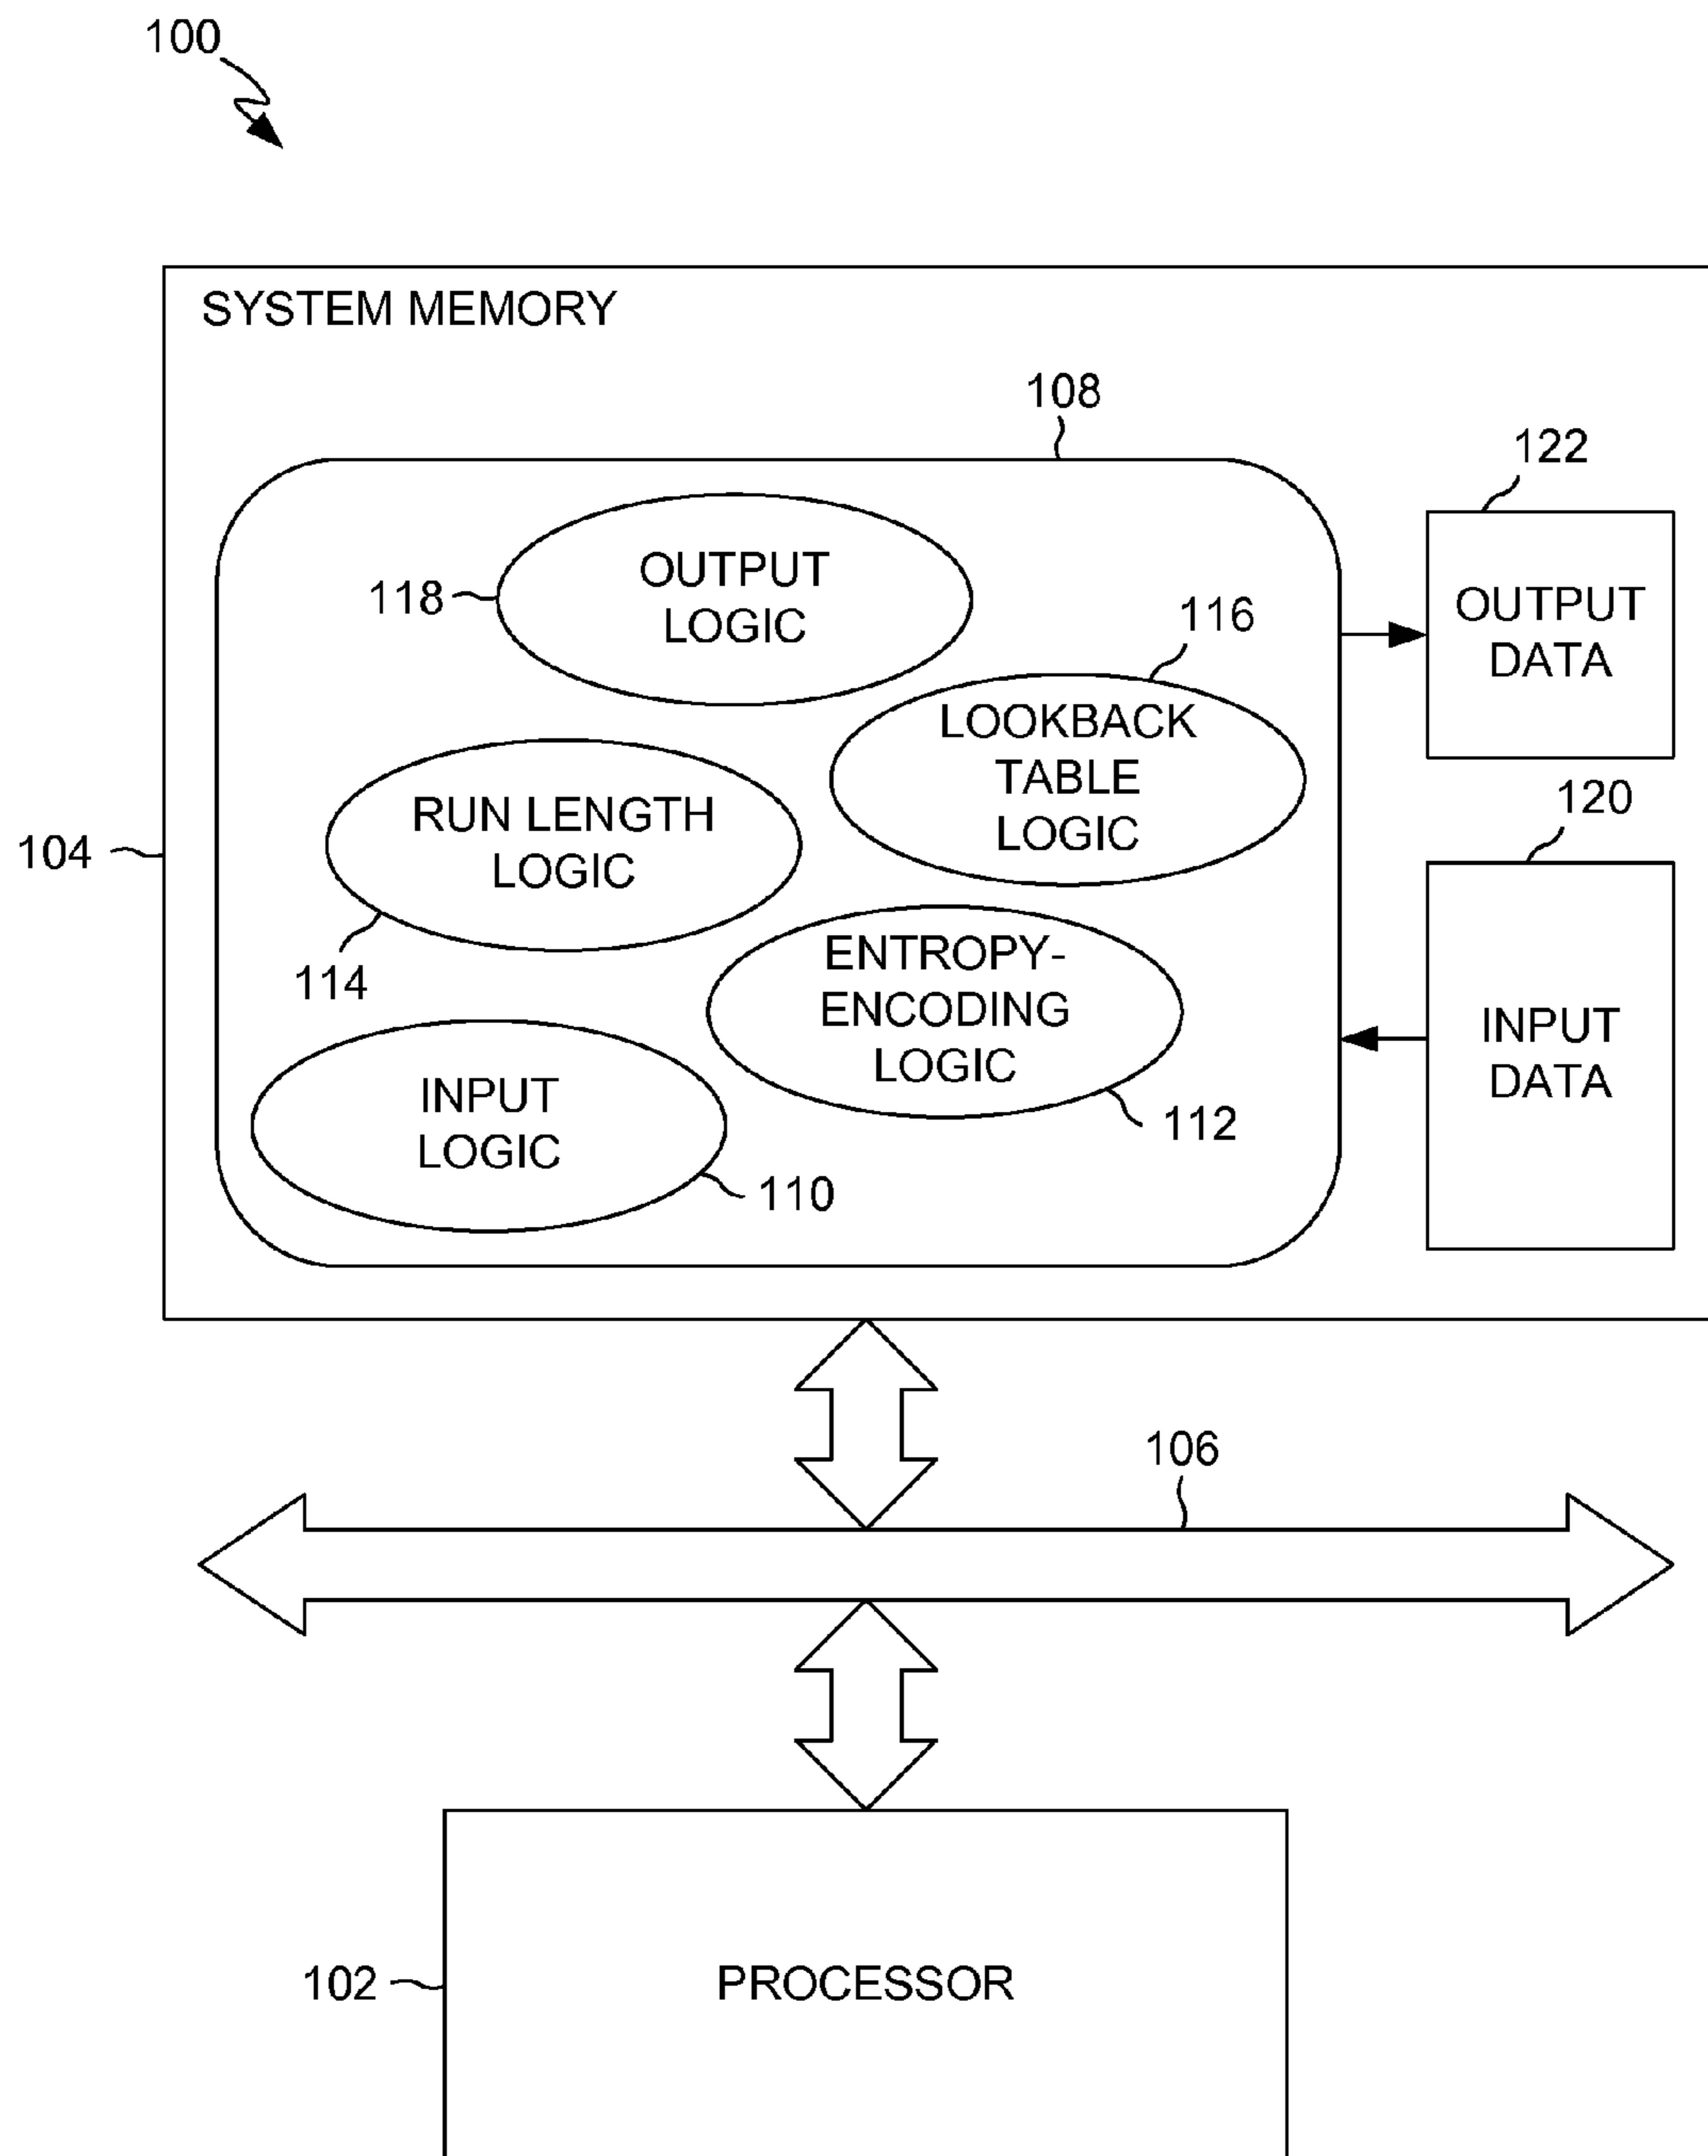 100
SYSTEM MEMORY
108
122
OUTPUT
LOGIC
118
116
OUTPUT
DATA
LOOKBACK
TABLE
LOGIC
120
RUN LENGTH
LOGIC
104
114
ENTROPY-
ENCODING
LOGIC
INPUT
DATA
112
INPUT
LOGIC
110
106
102
PROCESSOR